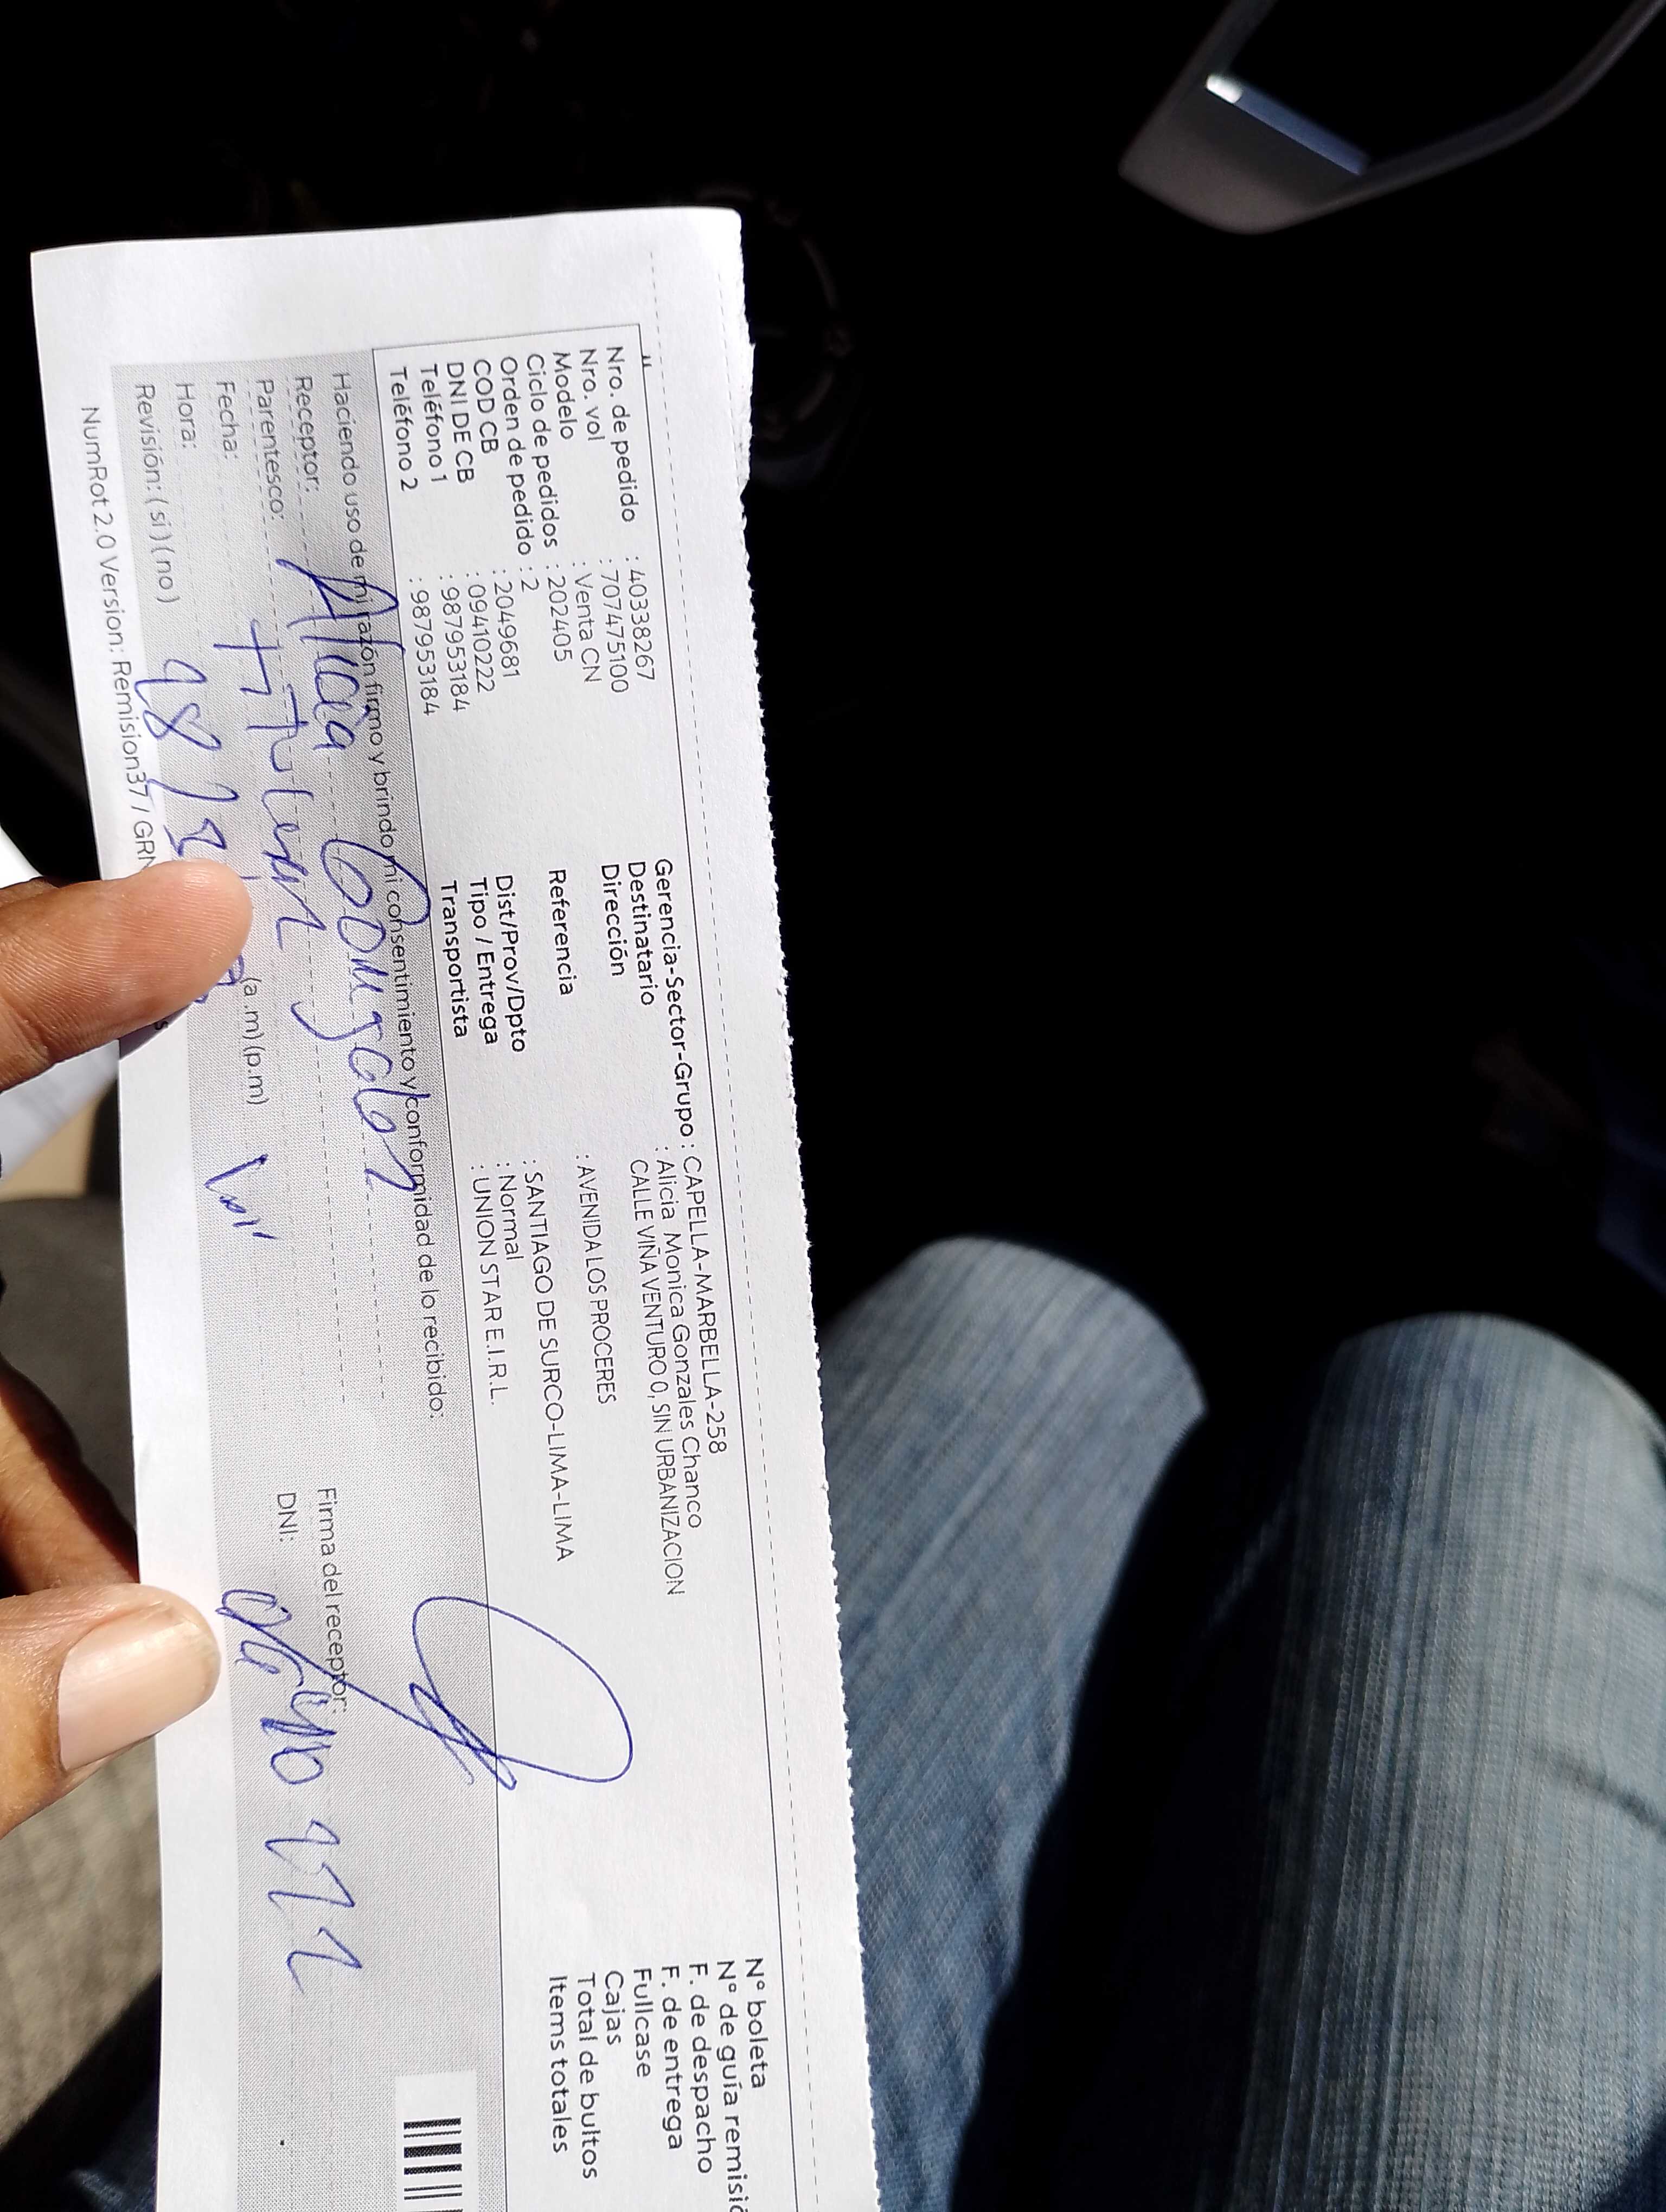 Nro. de pedido : 40338267
Nro. vol : 707475100
Modelo : Venta CN
Ciclo de pedidos : 202405
Orden de pedido : 2
COD CB : 2049681
DNI DE CB : 09410222
Teléfono 1 : 987953184
Teléfono 2 : 987953184
Gerencia-Sector-Grupo : CAPELLA-MARBELLA-258
Destinatario : Alicia Monica Gonzales Chanco
Dirección CALLE VIÑA VENTURO 0, SIN URBANIZACION
Referencia : AVENIDA LOS PROCERES
Dist/Prov/Dpto : SANTIAGO DE SURCO-LIMA-LIMA
Tipo / Entrega : Normal
Transportista : UNION STAR E.I.R.L.
N° boleta
N° de guía remisió
F. de despacho
F. de entrega
Fullcase
Cajas
Total de bultos
Items totales
Haciendo uso de mi razón firmo y brindo mi consentimiento y conformidad de lo recibido:
Receptor: Alicia Gonzales
Parentesco: TITULAR
Fecha:
Hora: (a .m) (p.m)
Revisión: ( si ) ( no )
Firma del receptor:
DNI:
NumRot 2.0 Version: Remision37 / GRN